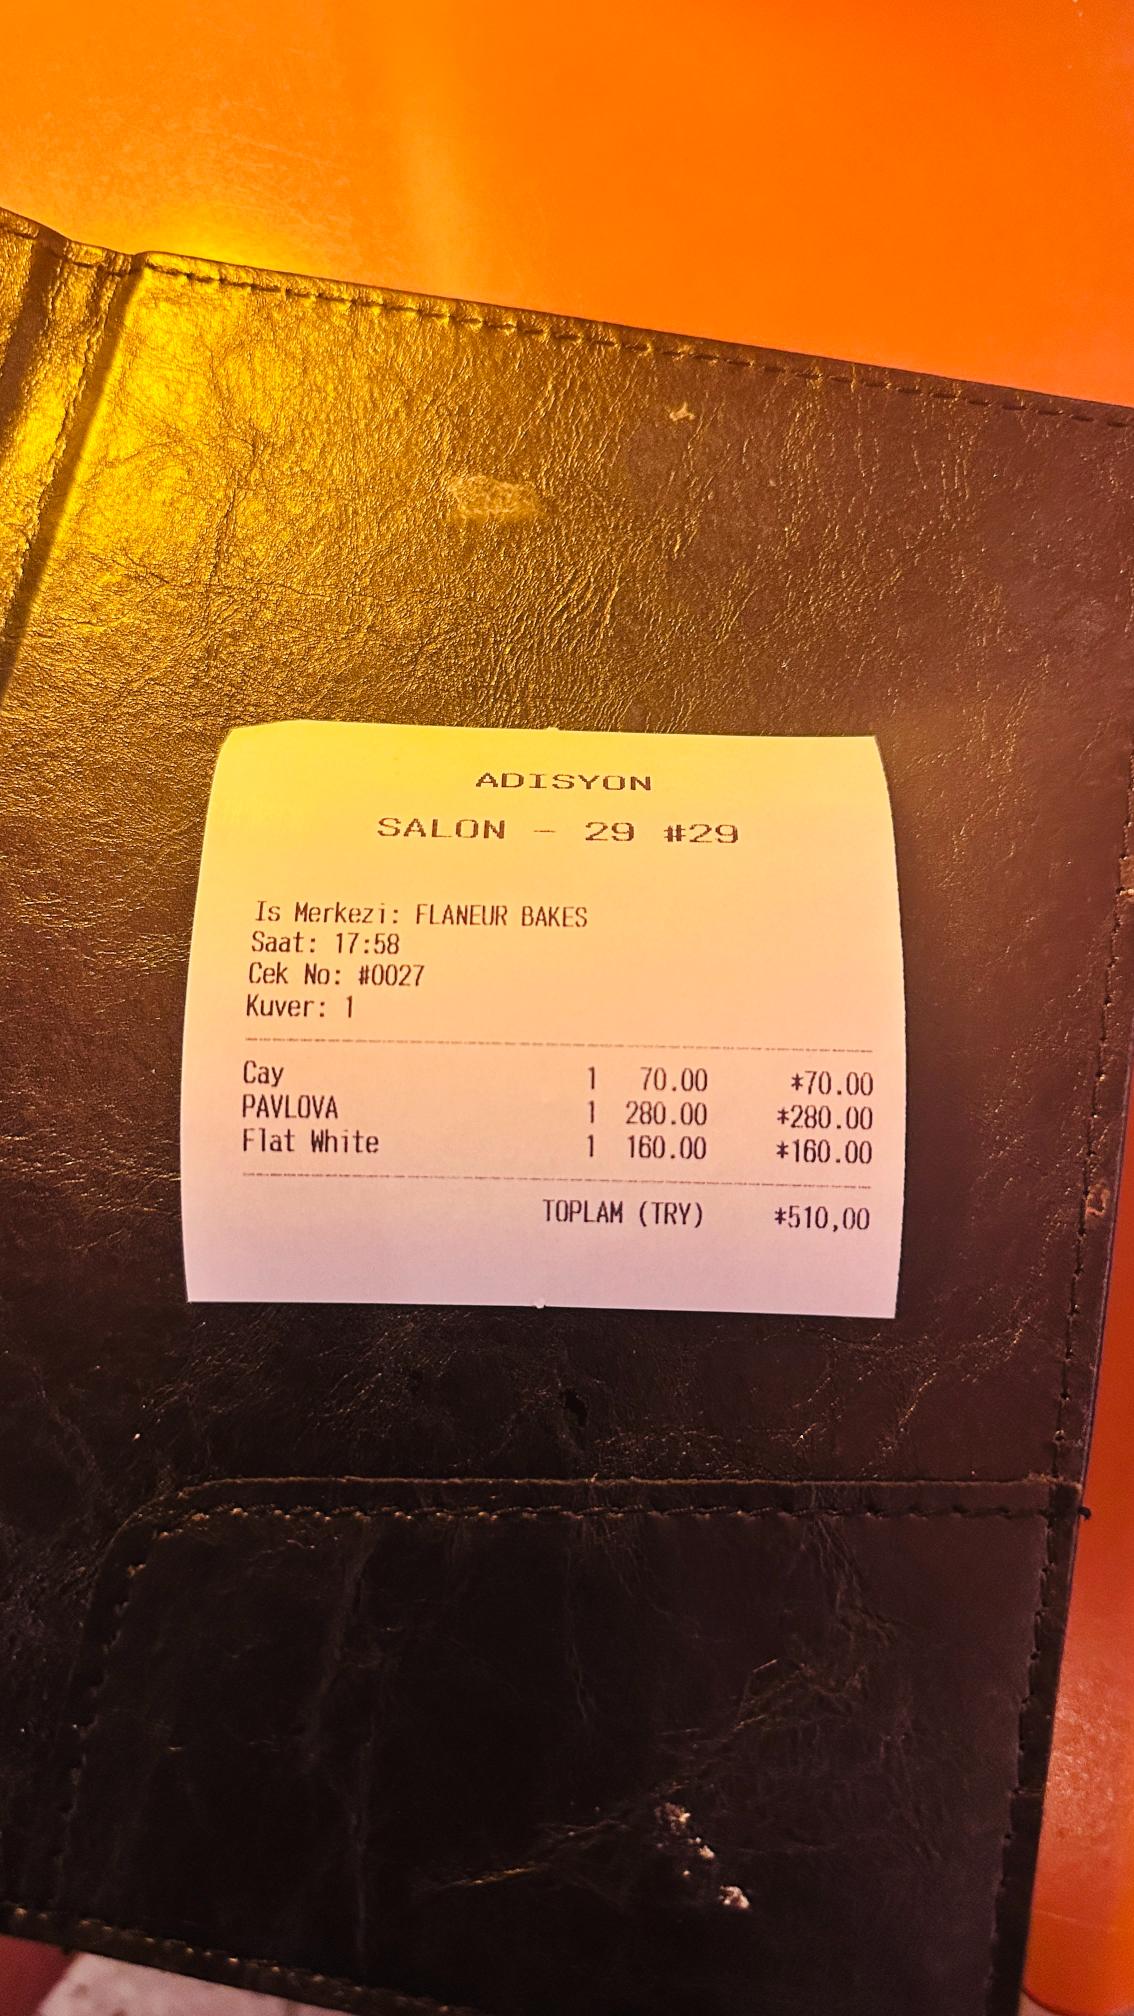 ADISYON
SALON - 29 #29
Is Merkezi: FLANEUR BAKES
Saat: 17:58
Cek No: #0027
Kuver: 1
Cay 1 70.00 *70.00
PAVLOVA 1 280.00 *280.00
Flat White 1 160.00 *160.00
TOPLAM (TRY) *510,00